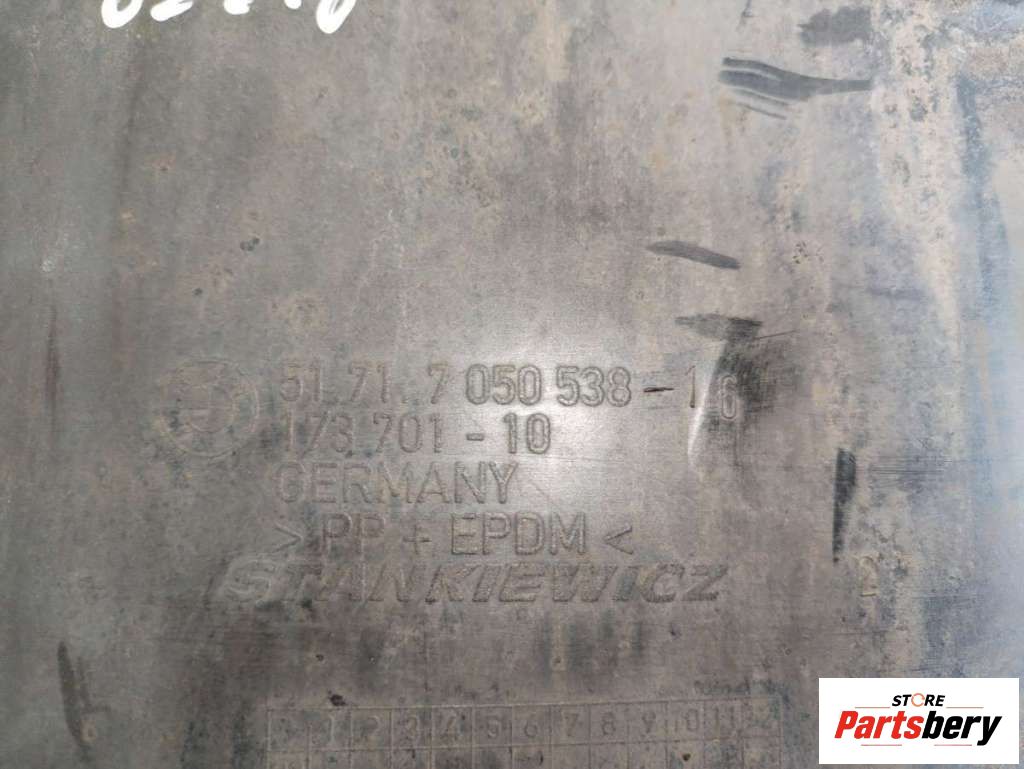 51.71.7 050 538-16
173 701 - 10
GERMANY
> PP + EPDM <
STANKIEWICZ
1 2 3 4 5 6 7 8 9 10 11 12
STORE
Partsbery